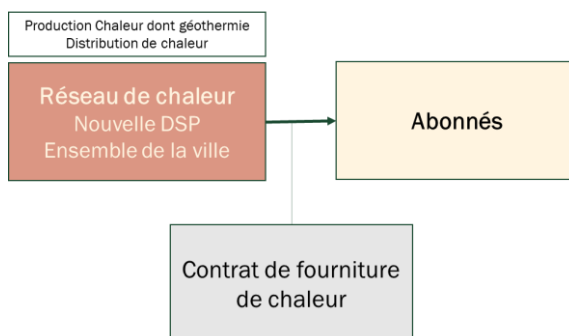 Production Chaleur dont géothermie
Distribution de chaleur
Réseau de chaleur
Nouvelle DSP
Ensemble de la ville
Abonnés
Contrat de fourniture
de chaleur